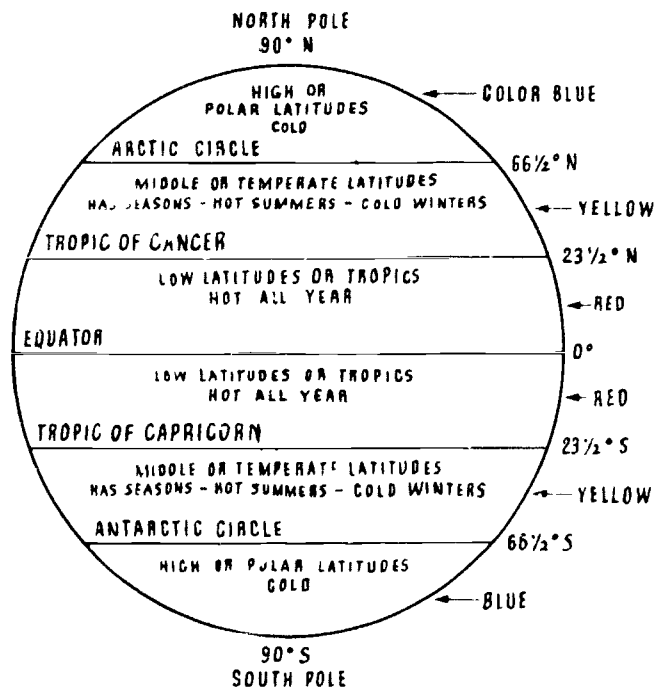 NORTH POLE
90° N
HIGH OR
POLAR LATITUDES
COLD
COLOR BLUE
ARCTIC CIRCLE
66½° N
MIDDLE OR TEMPERATE LATITUDES
HAS SEASONS - HOT SUMMERS - COLD WINTERS
YELLOW
TROPIC OF CANCER
23½° N
LOW LATITUDES OR TROPICS
HOT ALL YEAR
RED
EQUATOR
0°
LOW LATITUDES OR TROPICS
HOT ALL YEAR
RED
TROPIC OF CAPRICORN
23½° S
MIDDLE OR TEMPERATE LATITUDES
HAS SEASONS - HOT SUMMERS - COLD WINTERS
YELLOW
ANTARCTIC CIRCLE
66½° S
HIGH OR POLAR LATITUDES
COLD
BLUE
90° S
SOUTH POLE